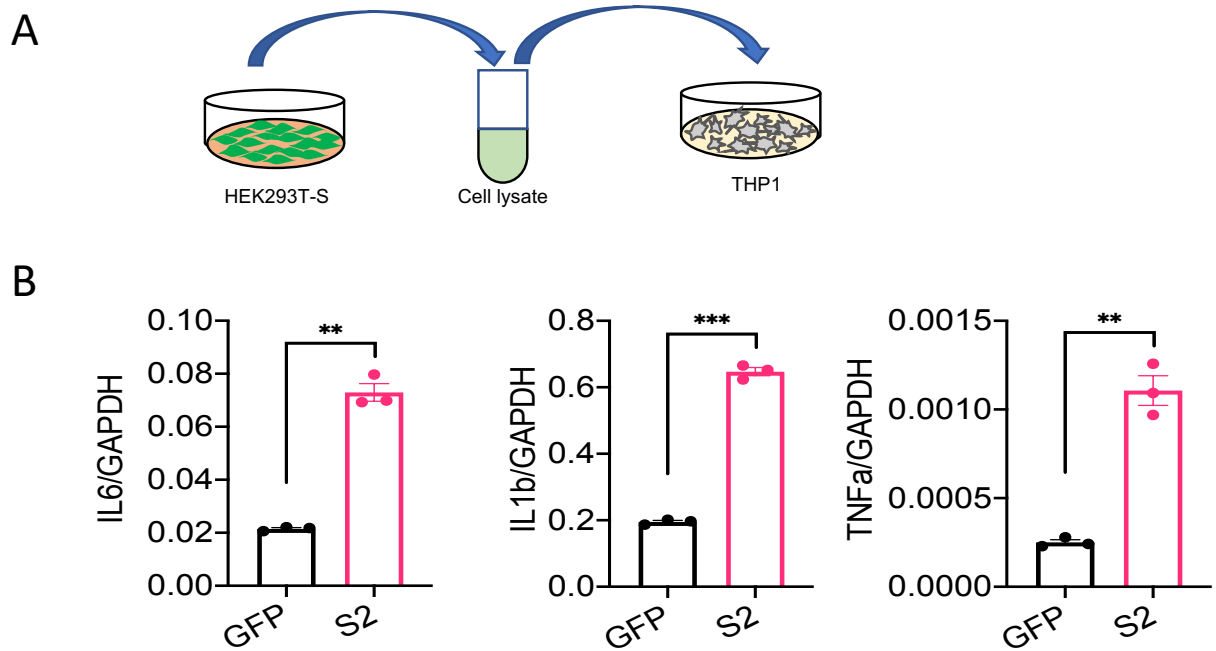 A
HEK293T-S
Cell lysate
THP1
B
IL6/GAPDH
0.10
0.08
0.06
0.04
0.02
0.00
**
GFP
S2
IL1b/GAPDH
0.8
0.6
0.4
0.2
0.0
***
GFP
S2
TNFa/GAPDH
0.0015
0.0010
0.0005
0.0000
**
GFP
S2